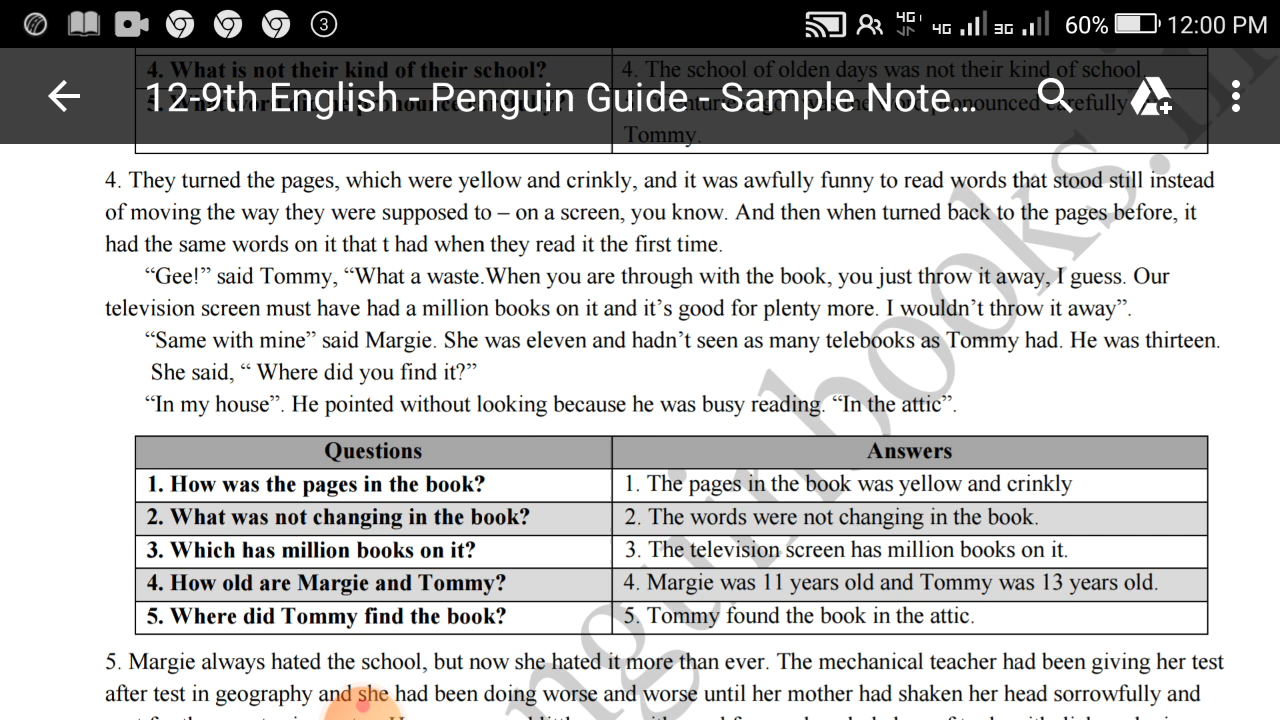 3 4G 4G 3G 60% 12:00 PM
4. What is not their kind of their school? 4. The school of olden days was not their kind of school
12-9th English - Penguin Guide - Sample Note...
5. pronounced carefully
Tommy.
4. They turned the pages, which were yellow and crinkly, and it was awfully funny to read words that stood still instead
of moving the way they were supposed to – on a screen, you know. And then when turned back to the pages before, it
had the same words on it that t had when they read it the first time.
“Gee!” said Tommy, “What a waste.When you are through with the book, you just throw it away, I guess. Our
television screen must have had a million books on it and it’s good for plenty more. I wouldn’t throw it away”.
“Same with mine” said Margie. She was eleven and hadn’t seen as many telebooks as Tommy had. He was thirteen.
She said, “ Where did you find it?”
“In my house”. He pointed without looking because he was busy reading. “In the attic”.
Questions Answers
1. How was the pages in the book? 1. The pages in the book was yellow and crinkly
2. What was not changing in the book? 2. The words were not changing in the book.
3. Which has million books on it? 3. The television screen has million books on it.
4. How old are Margie and Tommy? 4. Margie was 11 years old and Tommy was 13 years old.
5. Where did Tommy find the book? 5. Tommy found the book in the attic.
5. Margie always hated the school, but now she hated it more than ever. The mechanical teacher had been giving her test
after test in geography and she had been doing worse and worse until her mother had shaken her head sorrowfully and